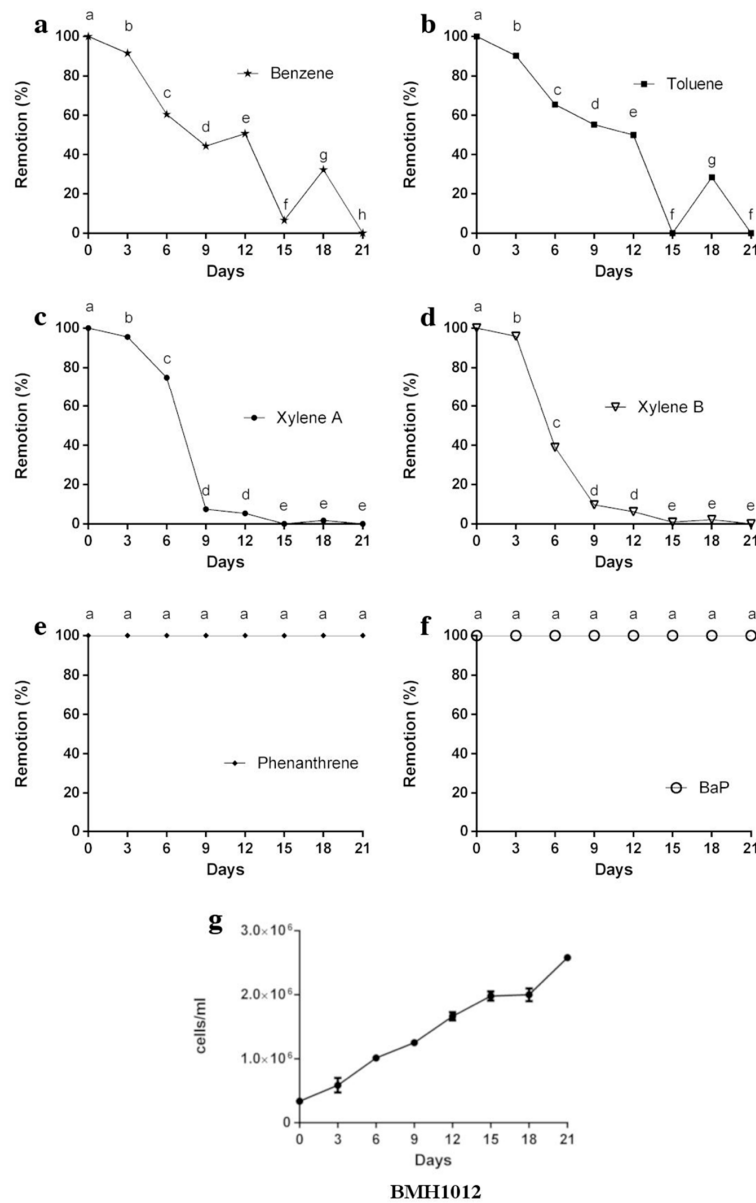 a
a b c d e f g h
Remotion (%)
100
80
60
40
20
0
Benzene
0 3 6 9 12 15 18 21
Days
b
a b c d e f g f
Remotion (%)
100
80
60
40
20
0
Toluene
0 3 6 9 12 15 18 21
Days
c
a b c d d e e e
Remotion (%)
100
80
60
40
20
0
Xylene A
0 3 6 9 12 15 18 21
Days
d
a b c d d e e e
Remotion (%)
100
80
60
40
20
0
Xylene B
0 3 6 9 12 15 18 21
Days
e
a a a a a a a a
Remotion (%)
100
80
60
40
20
0
Phenanthrene
0 3 6 9 12 15 18 21
Days
f
a a a a a a a a
Remotion (%)
100
80
60
40
20
0
BaP
0 3 6 9 12 15 18 21
Days
g
cells/ml
3.0×10⁶
2.0×10⁶
1.0×10⁶
0
0 3 6 9 12 15 18 21
Days
BMH1012